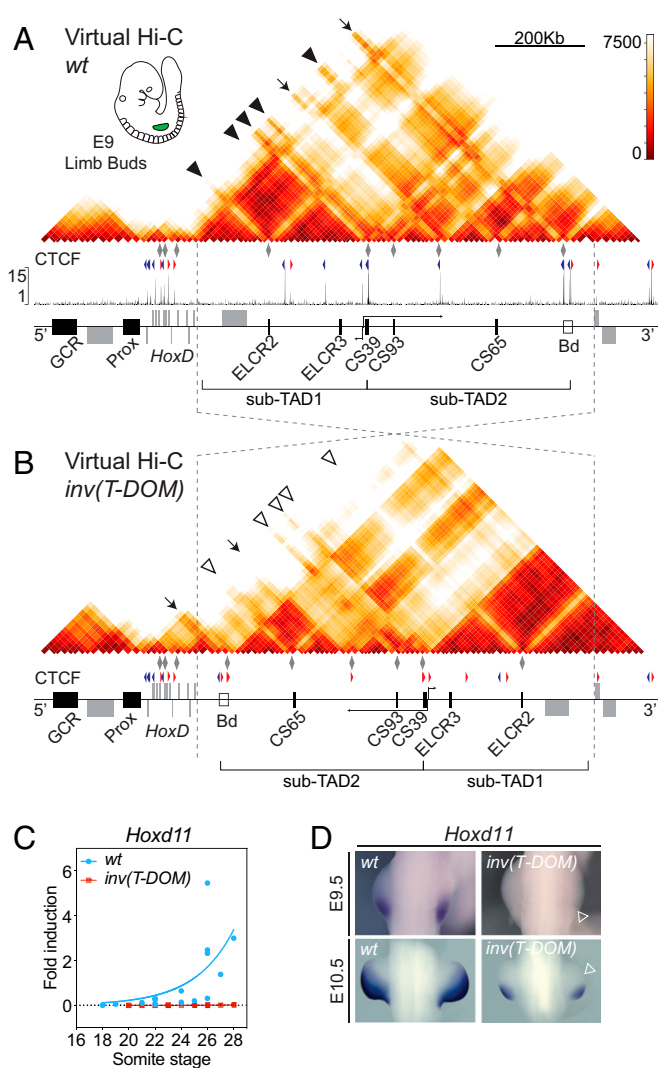 A
Virtual Hi-C
wt
E9
Limb Buds
200Kb
7500
0
CTCF
15
1
5'
GCR
Prox
HoxD
ELCR2
ELCR3
CS39
CS93
CS65
Bd
3'
sub-TAD1
sub-TAD2
B
Virtual Hi-C
inv(T-DOM)
CTCF
5'
GCR
Prox
HoxD
Bd
CS65
CS93
CS39
ELCR3
ELCR2
3'
sub-TAD2
sub-TAD1
C
Hoxd11
wt
inv(T-DOM)
Fold induction
6
4
2
0
16 18 20 22 24 26 28
Somite stage
D
Hoxd11
E9.5
wt
inv(T-DOM)
E10.5
wt
inv(T-DOM)